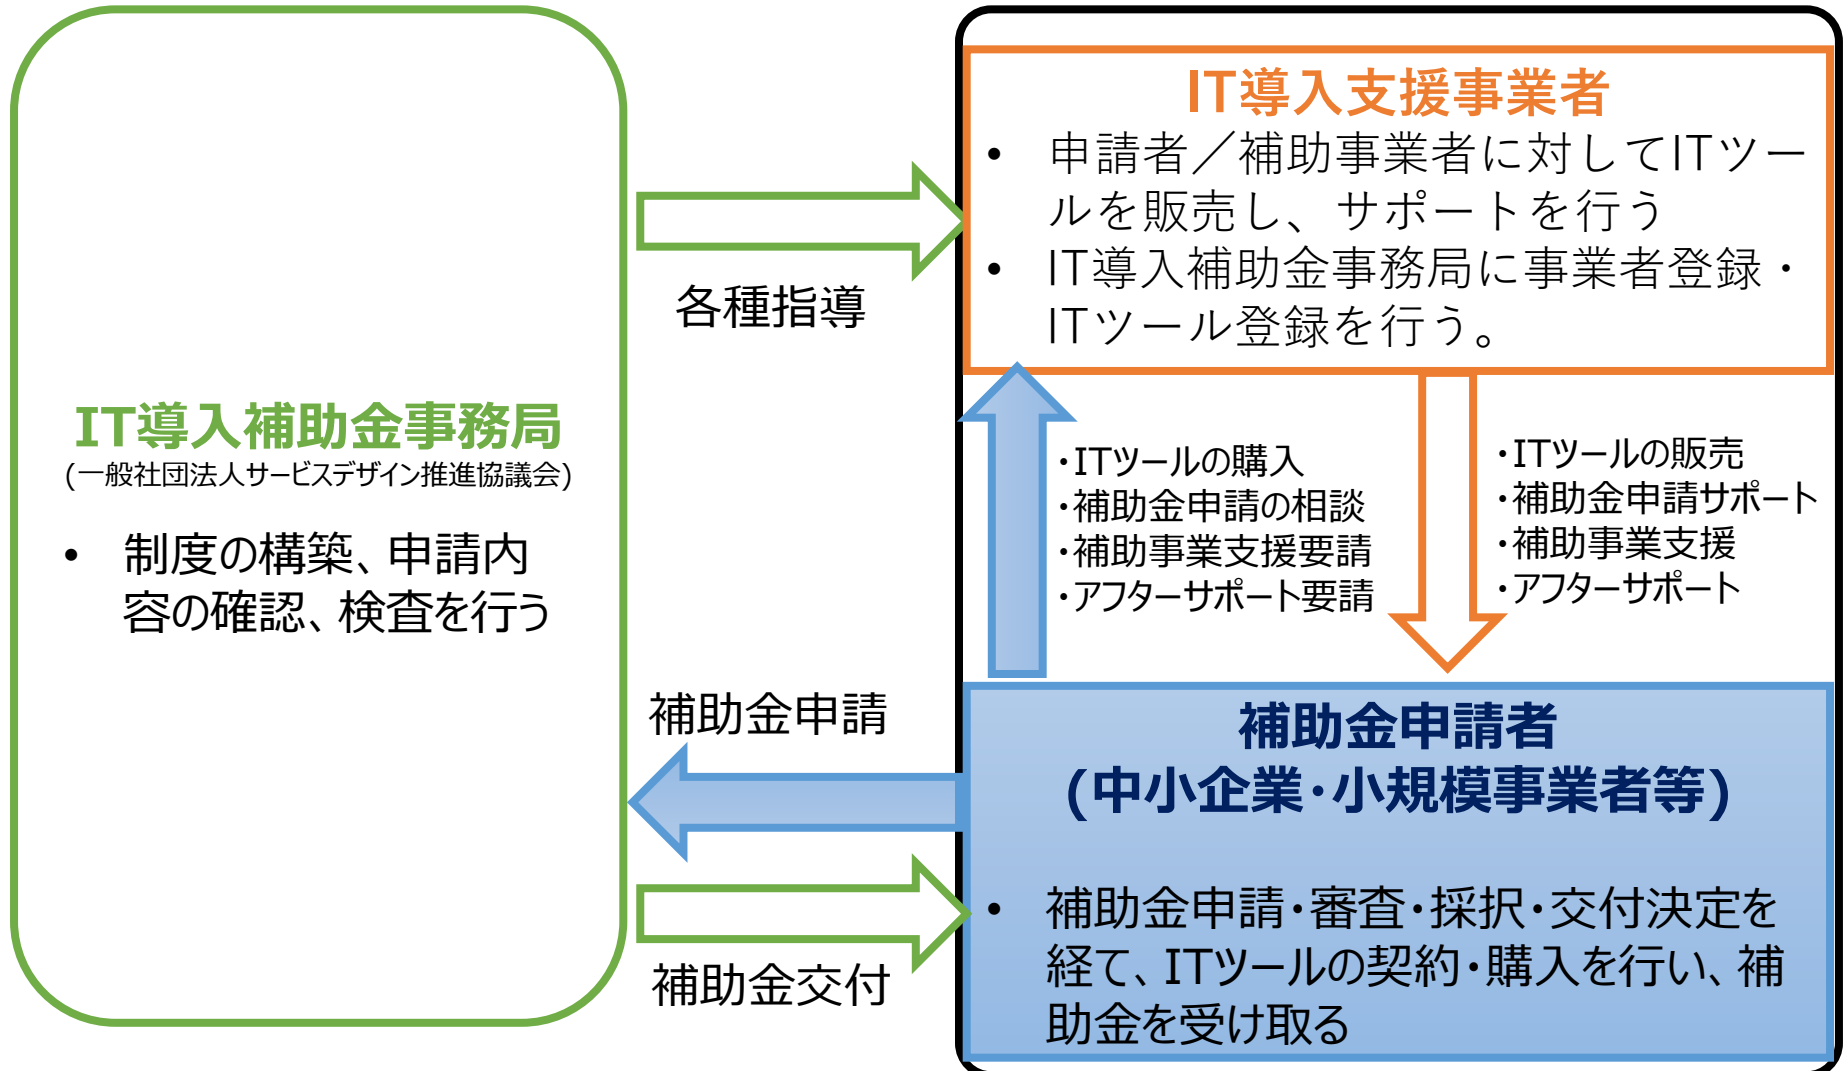 IT導入補助金事務局
(一般社団法人サービスデザイン推進協議会)
• 制度の構築、申請内
容の確認、検査を行う
各種指導
補助金申請
補助金交付
IT導入支援事業者
• 申請者／補助事業者に対してITツー
ルを販売し、サポートを行う
• IT導入補助金事務局に事業者登録・
ITツール登録を行う。
・ITツールの購入
・補助金申請の相談
・補助事業支援要請
・アフターサポート要請
・ITツールの販売
・補助金申請サポート
・補助事業支援
・アフターサポート
補助金申請者
(中小企業・小規模事業者等)
• 補助金申請・審査・採択・交付決定を
経て、ITツールの契約・購入を行い、補
助金を受け取る